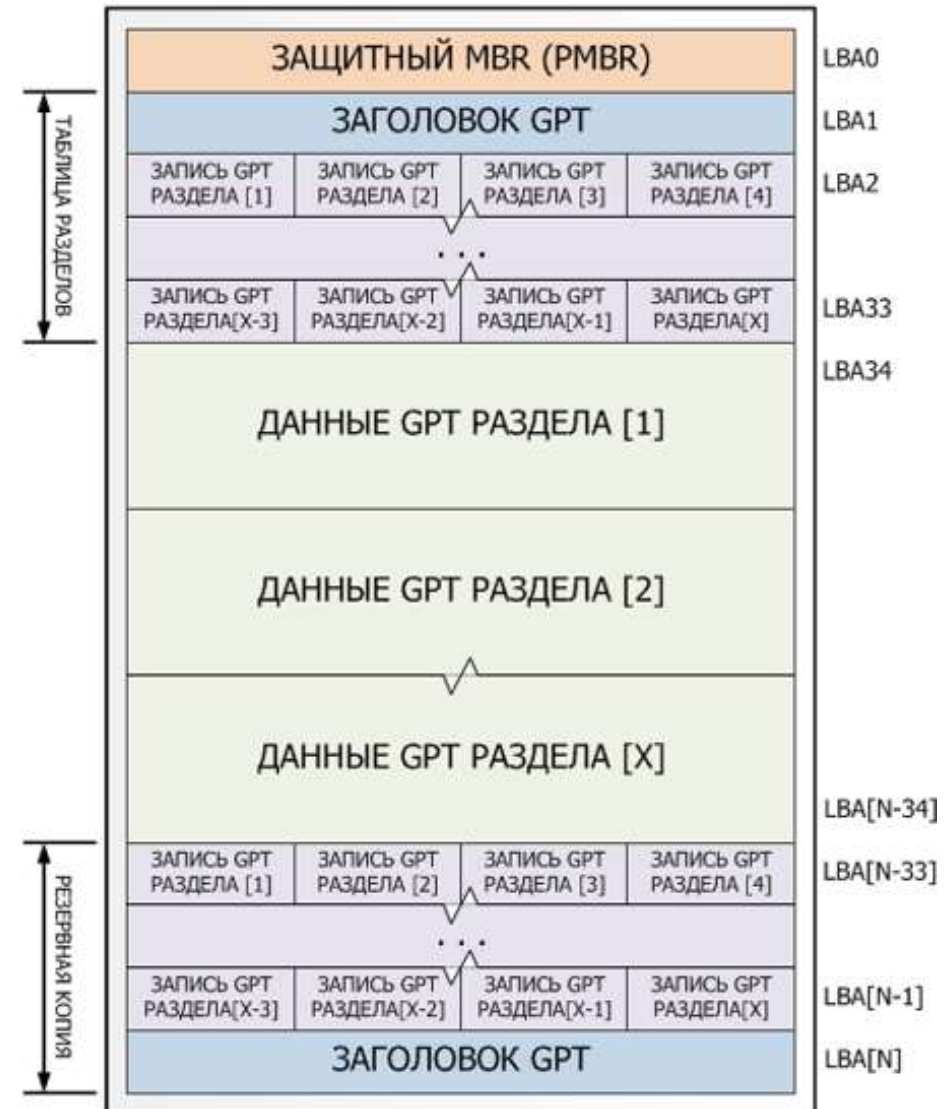 ЗАЩИТНЫЙ MBR (PMBR)
LBA0
ТАБЛИЦА РАЗДЕЛОВ
ЗАГОЛОВОК GPT
LBA1
ЗАПИСЬ GPT
РАЗДЕЛА [1]
ЗАПИСЬ GPT
РАЗДЕЛА [2]
ЗАПИСЬ GPT
РАЗДЕЛА [3]
ЗАПИСЬ GPT
РАЗДЕЛА [4]
LBA2
. . .
ЗАПИСЬ GPT
РАЗДЕЛА[X-3]
ЗАПИСЬ GPT
РАЗДЕЛА[X-2]
ЗАПИСЬ GPT
РАЗДЕЛА[X-1]
ЗАПИСЬ GPT
РАЗДЕЛА[X]
LBA33
LBA34
ДАННЫЕ GPT РАЗДЕЛА [1]
ДАННЫЕ GPT РАЗДЕЛА [2]
ДАННЫЕ GPT РАЗДЕЛА [X]
LBA[N-34]
РЕЗЕРВНАЯ КОПИЯ
ЗАПИСЬ GPT
РАЗДЕЛА [1]
ЗАПИСЬ GPT
РАЗДЕЛА [2]
ЗАПИСЬ GPT
РАЗДЕЛА [3]
ЗАПИСЬ GPT
РАЗДЕЛА [4]
LBA[N-33]
. . .
ЗАПИСЬ GPT
РАЗДЕЛА[X-3]
ЗАПИСЬ GPT
РАЗДЕЛА[X-2]
ЗАПИСЬ GPT
РАЗДЕЛА[X-1]
ЗАПИСЬ GPT
РАЗДЕЛА[X]
LBA[N-1]
ЗАГОЛОВОК GPT
LBA[N]